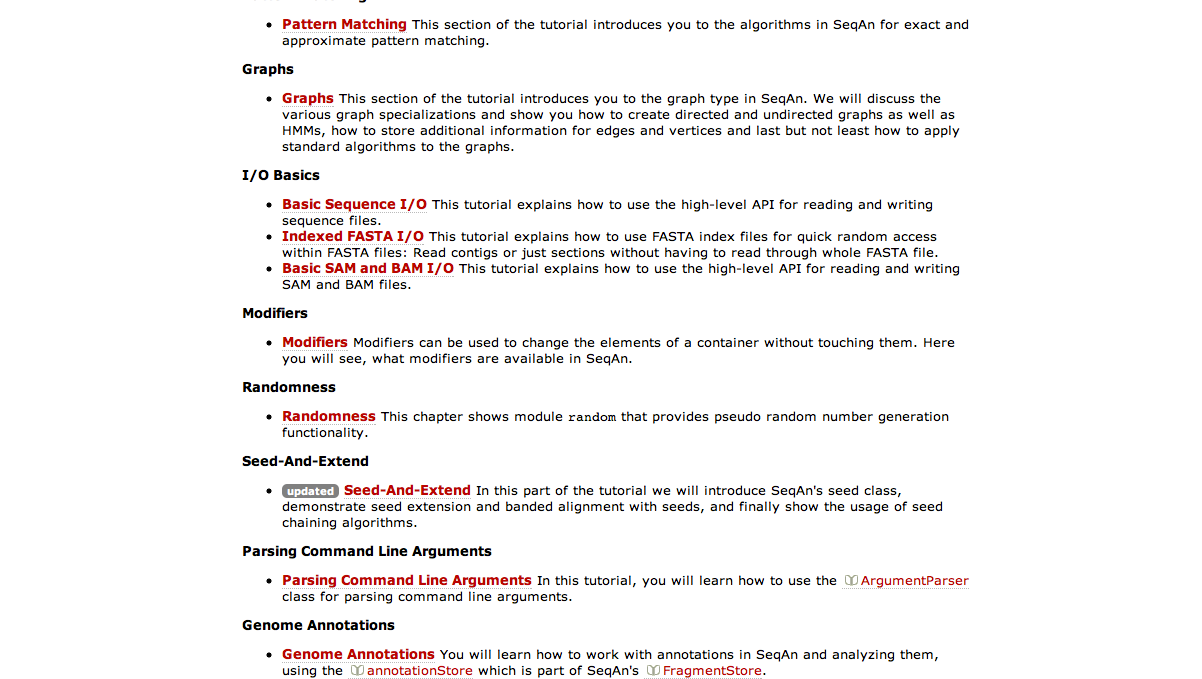 Pattern Matching This section of the tutorial introduces you to the algorithms in SeqAn for exact and
approximate pattern matching.
Graphs
Graphs This section of the tutorial introduces you to the graph type in SeqAn. We will discuss the
various graph specializations and show you how to create directed and undirected graphs as well as
HMMs, how to store additional information for edges and vertices and last but not least how to apply
standard algorithms to the graphs.
I/O Basics
Basic Sequence I/O This tutorial explains how to use the high-level API for reading and writing
sequence files.
Indexed FASTA I/O This tutorial explains how to use FASTA index files for quick random access
within FASTA files: Read contigs or just sections without having to read through whole FASTA file.
Basic SAM and BAM I/O This tutorial explains how to use the high-level API for reading and writing
SAM and BAM files.
Modifiers
Modifiers Modifiers can be used to change the elements of a container without touching them. Here
you will see, what modifiers are available in SeqAn.
Randomness
Randomness This chapter shows module random that provides pseudo random number generation
functionality.
Seed-And-Extend
updated Seed-And-Extend In this part of the tutorial we will introduce SeqAn's seed class,
demonstrate seed extension and banded alignment with seeds, and finally show the usage of seed
chaining algorithms.
Parsing Command Line Arguments
Parsing Command Line Arguments In this tutorial, you will learn how to use the ArgumentParser
class for parsing command line arguments.
Genome Annotations
Genome Annotations You will learn how to work with annotations in SeqAn and analyzing them,
using the annotationStore which is part of SeqAn's FragmentStore.